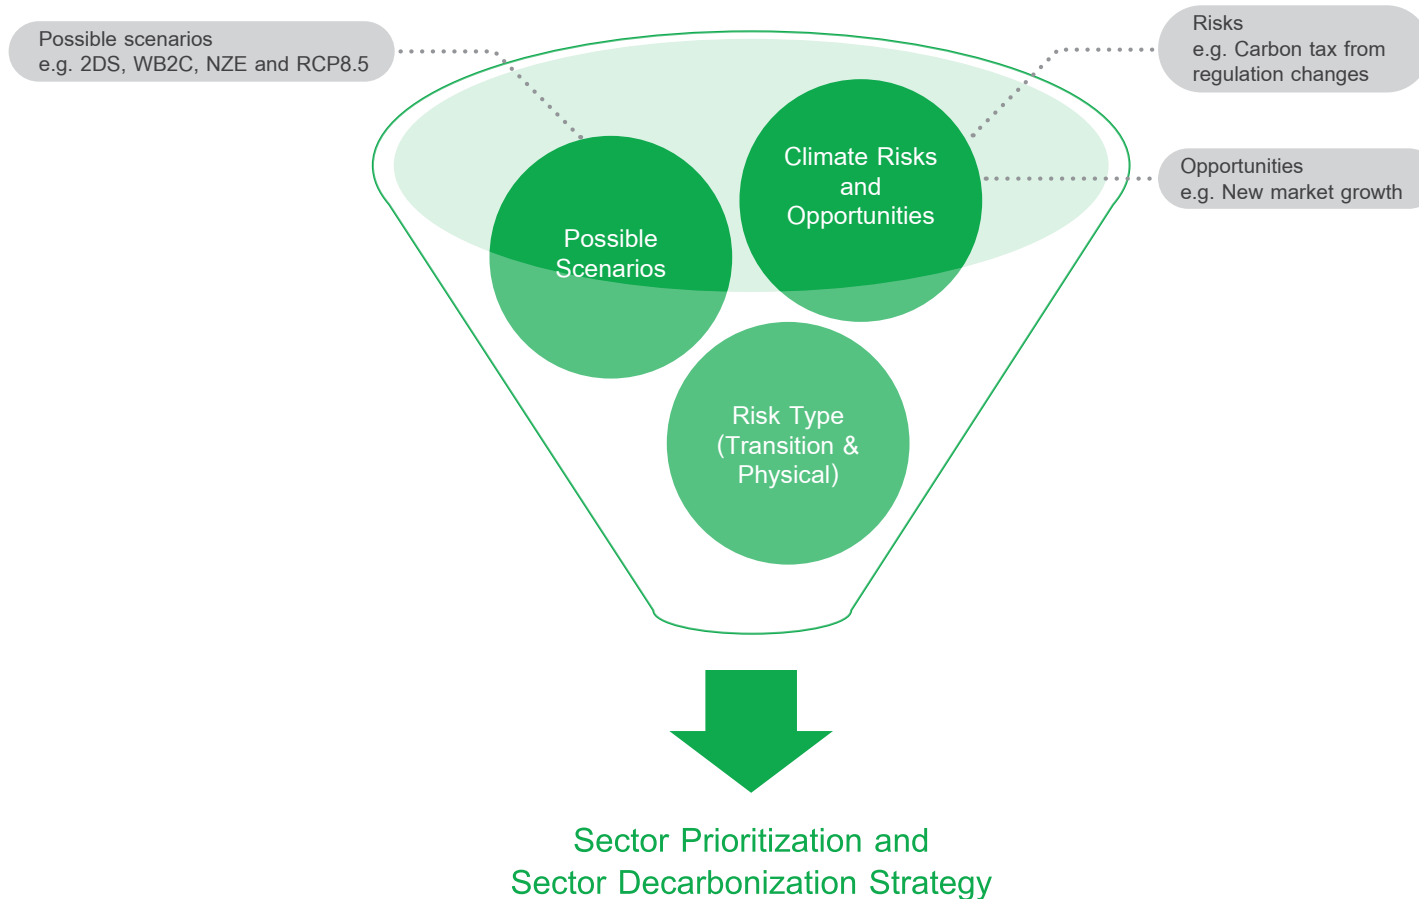 Possible scenarios
e.g. 2DS, WB2C, NZE and RCP8.5
Risks
e.g. Carbon tax from
regulation changes
Climate Risks
and
Opportunities
Opportunities
e.g. New market growth
Possible
Scenarios
Risk Type
(Transition &
Physical)
Sector Prioritization and
Sector Decarbonization Strategy